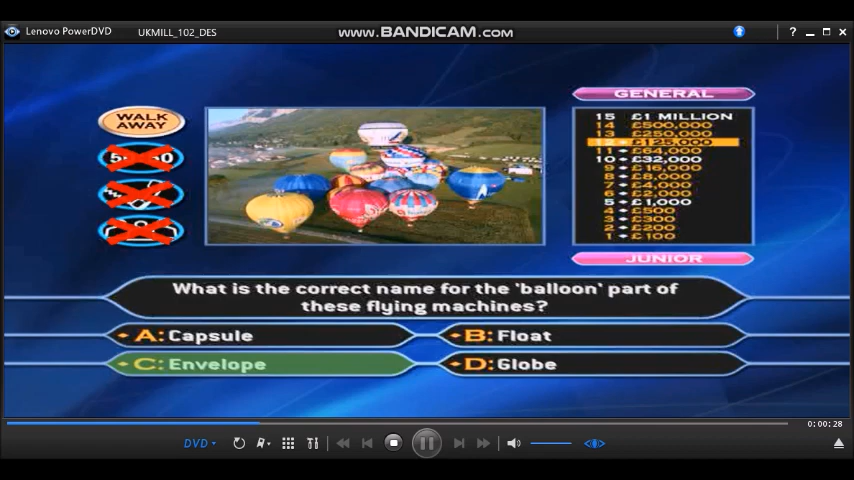 Lenovo PowerDVD
UKMILL_102_DES
www.BANDICAM.com
?
GENERAL
WALK
AWAY
15 £1 MILLION
14 £500,000
13 £250,000
12 £125,000
11 £64,000
10 £32,000
9 £16,000
8 £8,000
7 £4,000
6 £2,000
5 £1,000
4 £500
3 £300
2 £200
1 £100
JUNIOR
What is the correct name for the 'balloon' part of
these flying machines?
A: Capsule
B: Float
C: Envelope
D: Globe
0:00:28
DVD